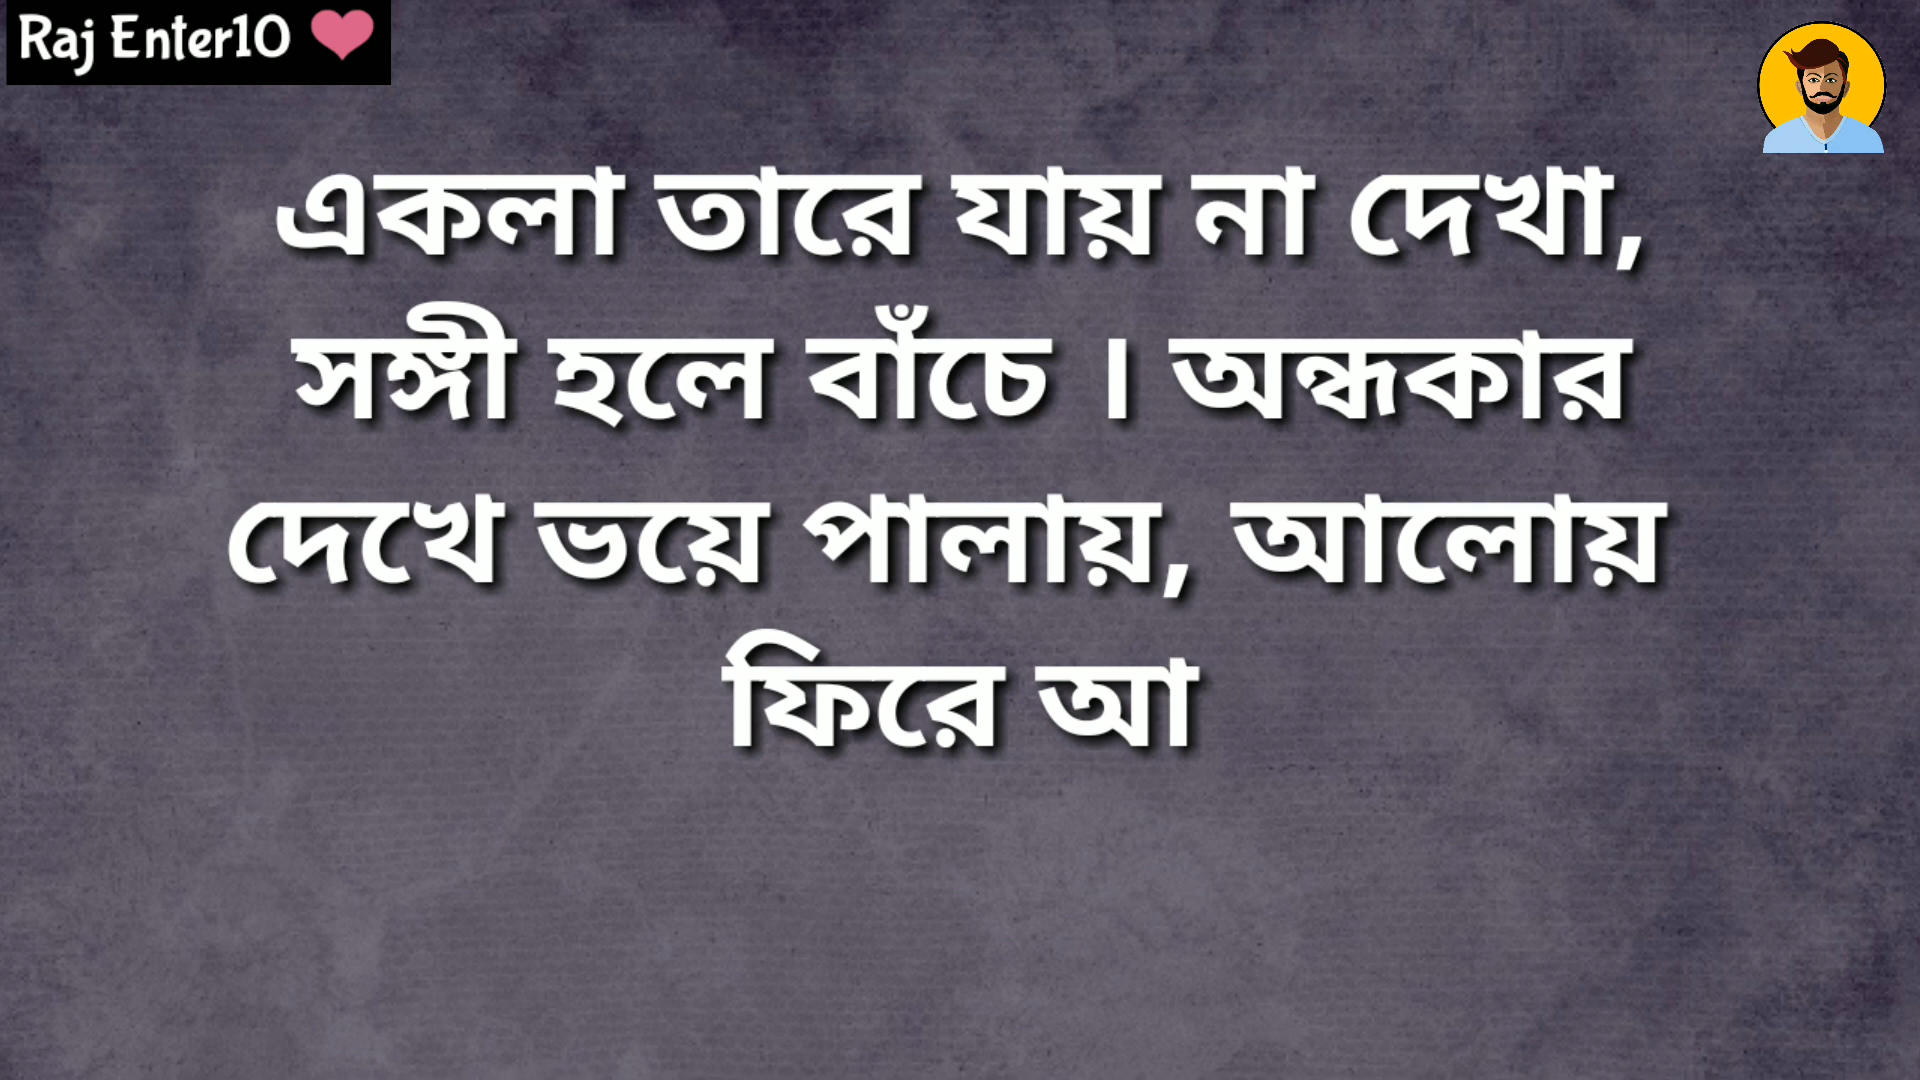 Raj Enter10 ❤
একলা তারে যায় না দেখা,
সঙ্গী হলে বাঁচে । অন্ধকার
দেখে ভয়ে পালায়, আলোয়
ফিরে আ